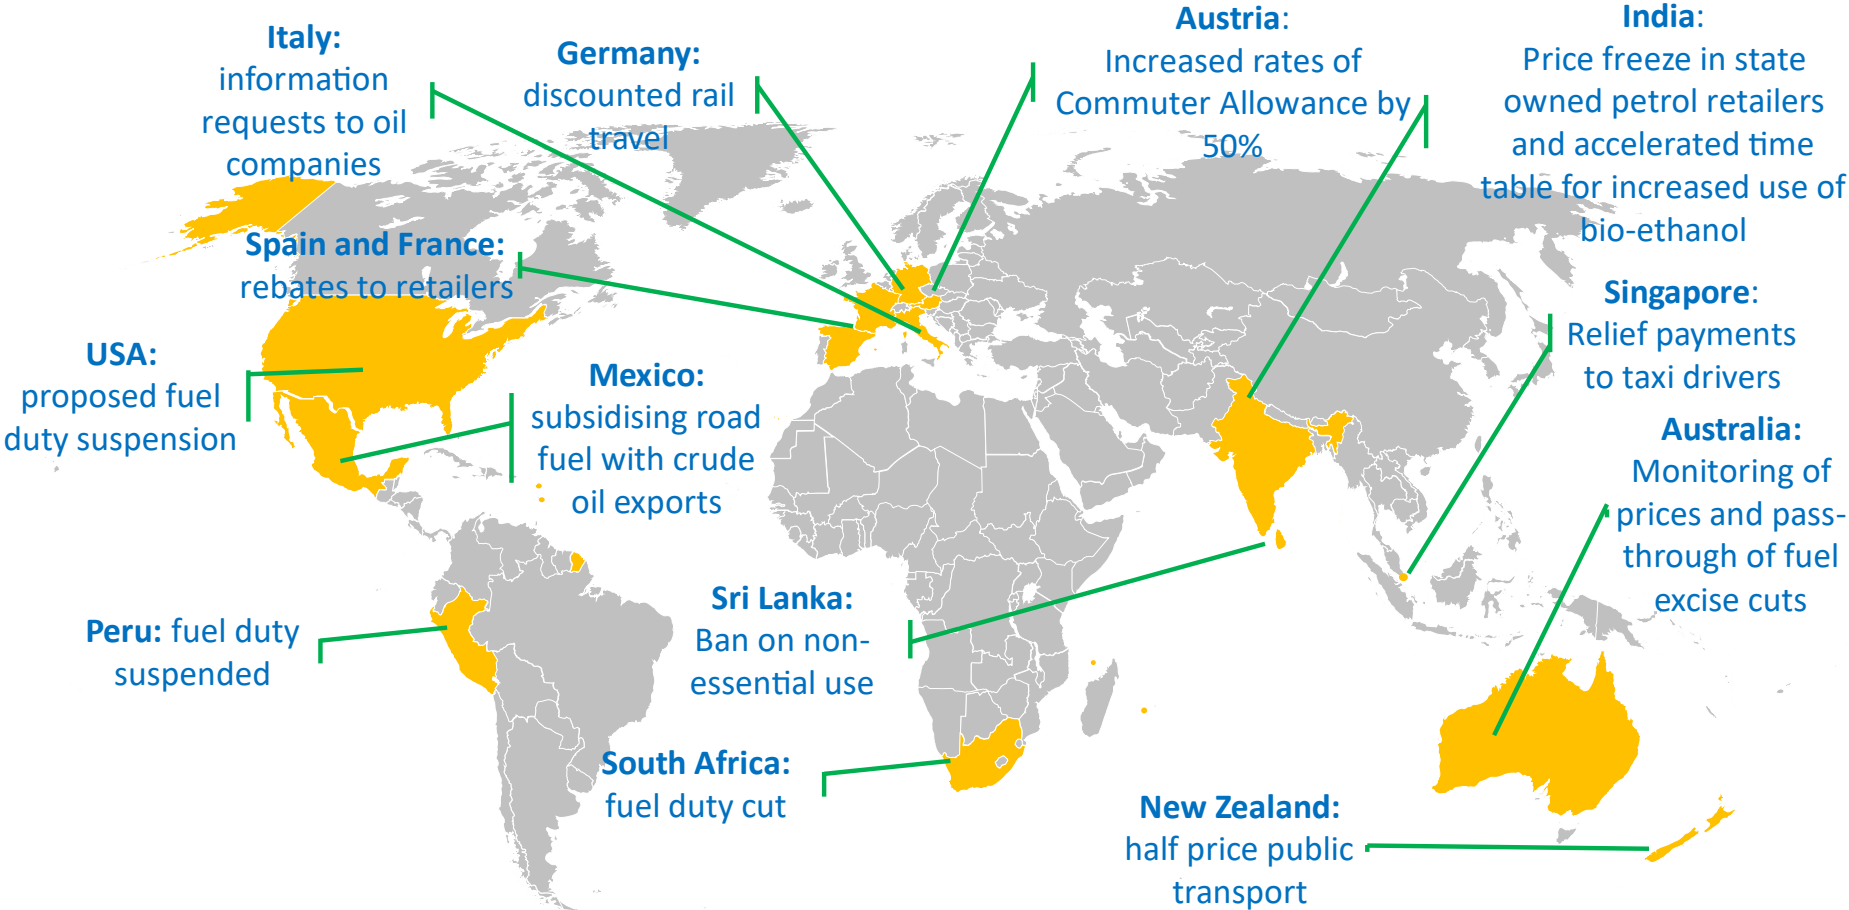 Italy:
information
requests to oil
companies
Germany:
discounted rail
travel
Austria:
Increased rates of
Commuter Allowance by
50%
India:
Price freeze in state
owned petrol retailers
and accelerated time
table for increased use of
bio-ethanol
Spain and France:
rebates to retailers
Singapore:
Relief payments
to taxi drivers
USA:
proposed fuel
duty suspension
Mexico:
subsidising road
fuel with crude
oil exports
Australia:
Monitoring of
prices and pass-
through of fuel
excise cuts
Peru: fuel duty
suspended
Sri Lanka:
Ban on non-
essential use
South Africa:
fuel duty cut
New Zealand:
half price public
transport